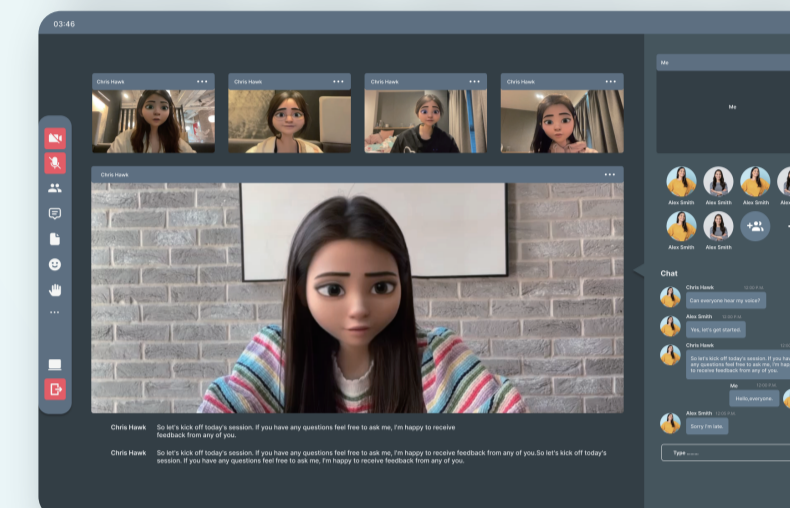 03:46
Chris Hawk
Chris Hawk
Chris Hawk
Chris Hawk
Chris Hawk
Chris Hawk So let's kick off today's session. If you have any questions feel free to ask me, I'm happy to receive
feedback from any of you.
Chris Hawk So let's kick off today's session. If you have any questions feel free to ask me, I'm happy to receive feedback from any of you.So let's kick off today's
session. If you have any questions feel free to ask me, I'm happy to receive feedback from any of you.
Me
Me
Alex Smith Alex Smith Alex Smith
Alex Smith Alex Smith
Chat
Chris Hawk
Can everyone hear my voice?
Alex Smith
Yes, let's get started.
Chris Hawk
So let's kick off today's session. If you
any questions feel free to ask me, I'm
to receive feedback from any of you.
Me
Hello,everyone.
Alex Smith
Sorry I'm late.
Type ........